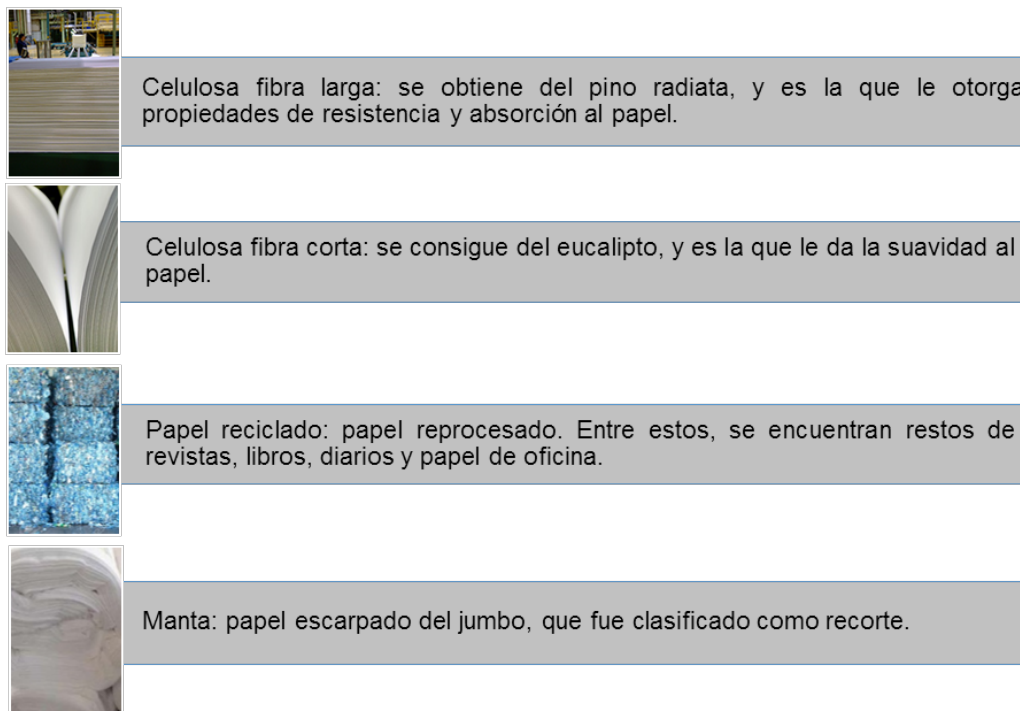 Celulosa fibra larga: se obtiene del pino radiata, y es la que le otorga
propiedades de resistencia y absorción al papel.
Celulosa fibra corta: se consigue del eucalipto, y es la que le da la suavidad al
papel.
Papel reciclado: papel reprocesado. Entre estos, se encuentran restos de
revistas, libros, diarios y papel de oficina.
Manta: papel escarpado del jumbo, que fue clasificado como recorte.